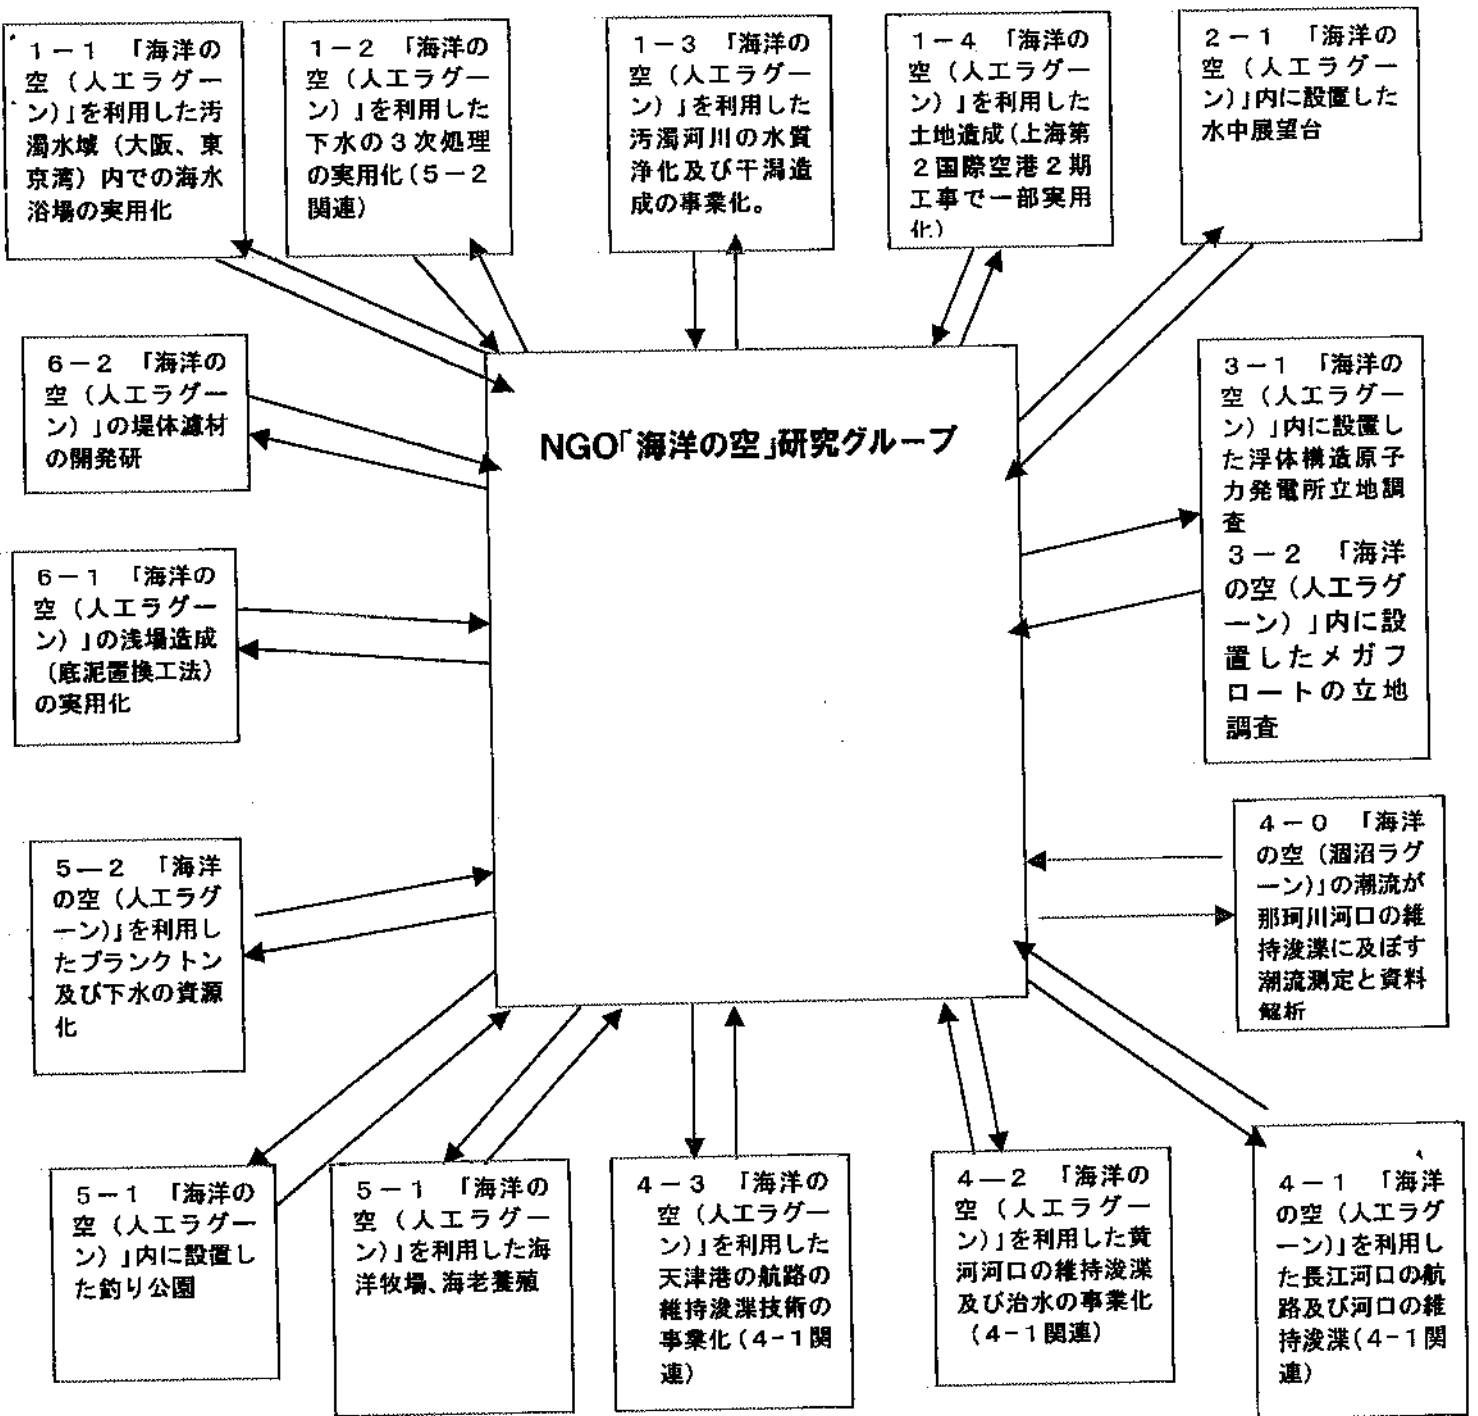 1－1 「海洋の
空（人工ラグー
ン）」を利用した汚
濁水域（大阪、東
京湾）内での海水
浴場の実用化
1－2 「海洋の
空（人工ラグー
ン）」を利用した
下水の3次処理
の実用化（5－2
関連）
1－3 「海洋の
空（人工ラグー
ン）」を利用した
汚濁河川の水質
浄化及び干潟造
成の事業化。
1－4 「海洋の
空（人工ラグー
ン）」を利用した
土地造成（上海第
2国際空港2期
工事で一部実用
化）
2－1 「海洋の
空（人工ラグー
ン）」内に設置した
水中展望台
6－2 「海洋の
空（人工ラグー
ン）」の堤体濾材
の開発研
NGO「海洋の空」研究グループ
3－1 「海洋の
空（人工ラグー
ン）」内に設置し
た浮体構造原子
力発電所立地調
査
3－2 「海洋
の空（人工ラグ
ーン）」内に設
置したメガフ
ロートの立地
調査
6－1 「海洋の
空（人工ラグー
ン）」の浅場造成
（底泥置換工法）
の実用化
4－0 「海洋
の空（涸沼ラグ
ーン）」の潮流が
那珂川河口の維
持浚渫に及ぼす
潮流測定と資料
解析
5―2 「海洋
の空（人工ラグ
ーン）」を利用し
たプランクトン
及び下水の資源
化
5－1 「海洋の
空（人工ラグー
ン）」内に設置し
た釣り公園
5－1 「海洋の
空（人工ラグー
ン）」を利用した海
洋牧場、海老養殖
4－3 「海洋の
空（人工ラグー
ン）」を利用した
天津港の航路の
維持浚渫技術の
事業化（4-1関
連）
4―2 「海洋の
空（人工ラグー
ン）」を利用した黄
河河口の維持浚渫
及び治水の事業化
（4-1関連）
4－1 「海洋
の空（人工ラグ
ーン）」を利用し
た長江河口の航
路及び河口の維
持浚渫（4-1関
連）